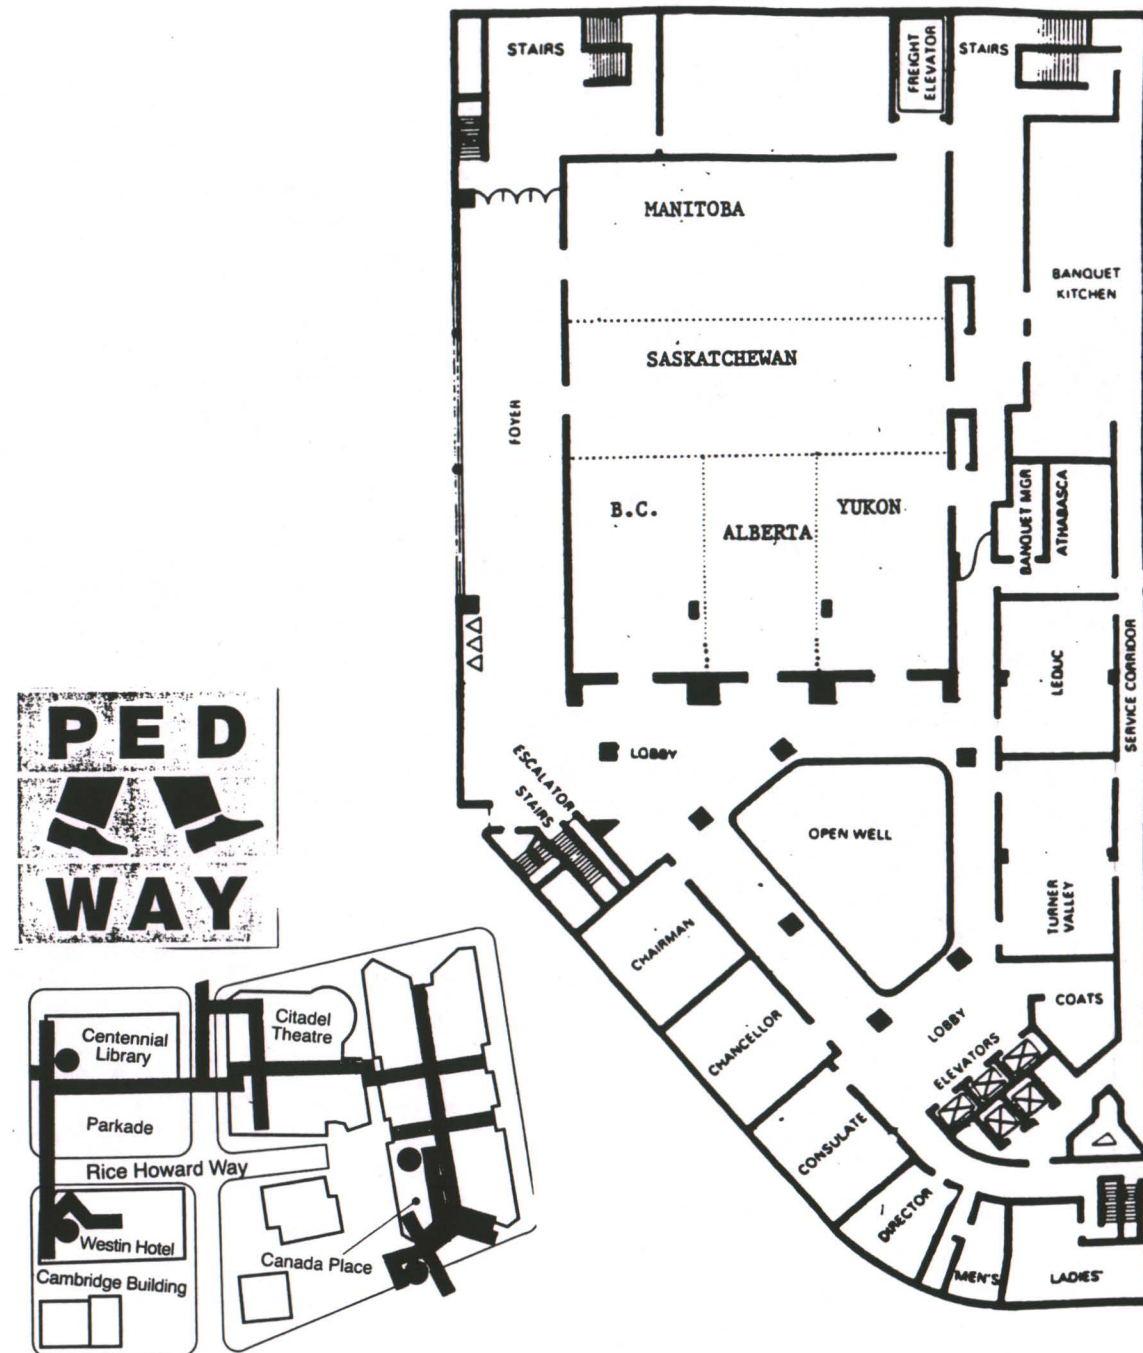 STAIRS
FREIGHT
ELEVATOR
STAIRS
MANITOBA
BANQUET
KITCHEN
SASKATCHEWAN
FOYER
B.C.
ALBERTA
YUKON
BANQUET MGR
ATHABASCA
LEDUC
SERVICE CORRIDOR
LOBBY
ESCALATOR
STAIRS
OPEN WELL
TURNER
VALLEY
CHAIRMAN
CHANCELLOR
CONSULATE
DIRECTOR
LOBBY
ELEVATORS
COATS
MEN'S
LADIES'
PED
WAY
Centennial
Library
Citadel
Theatre
Parkade
Rice Howard Way
Westin Hotel
Canada Place
Cambridge Building